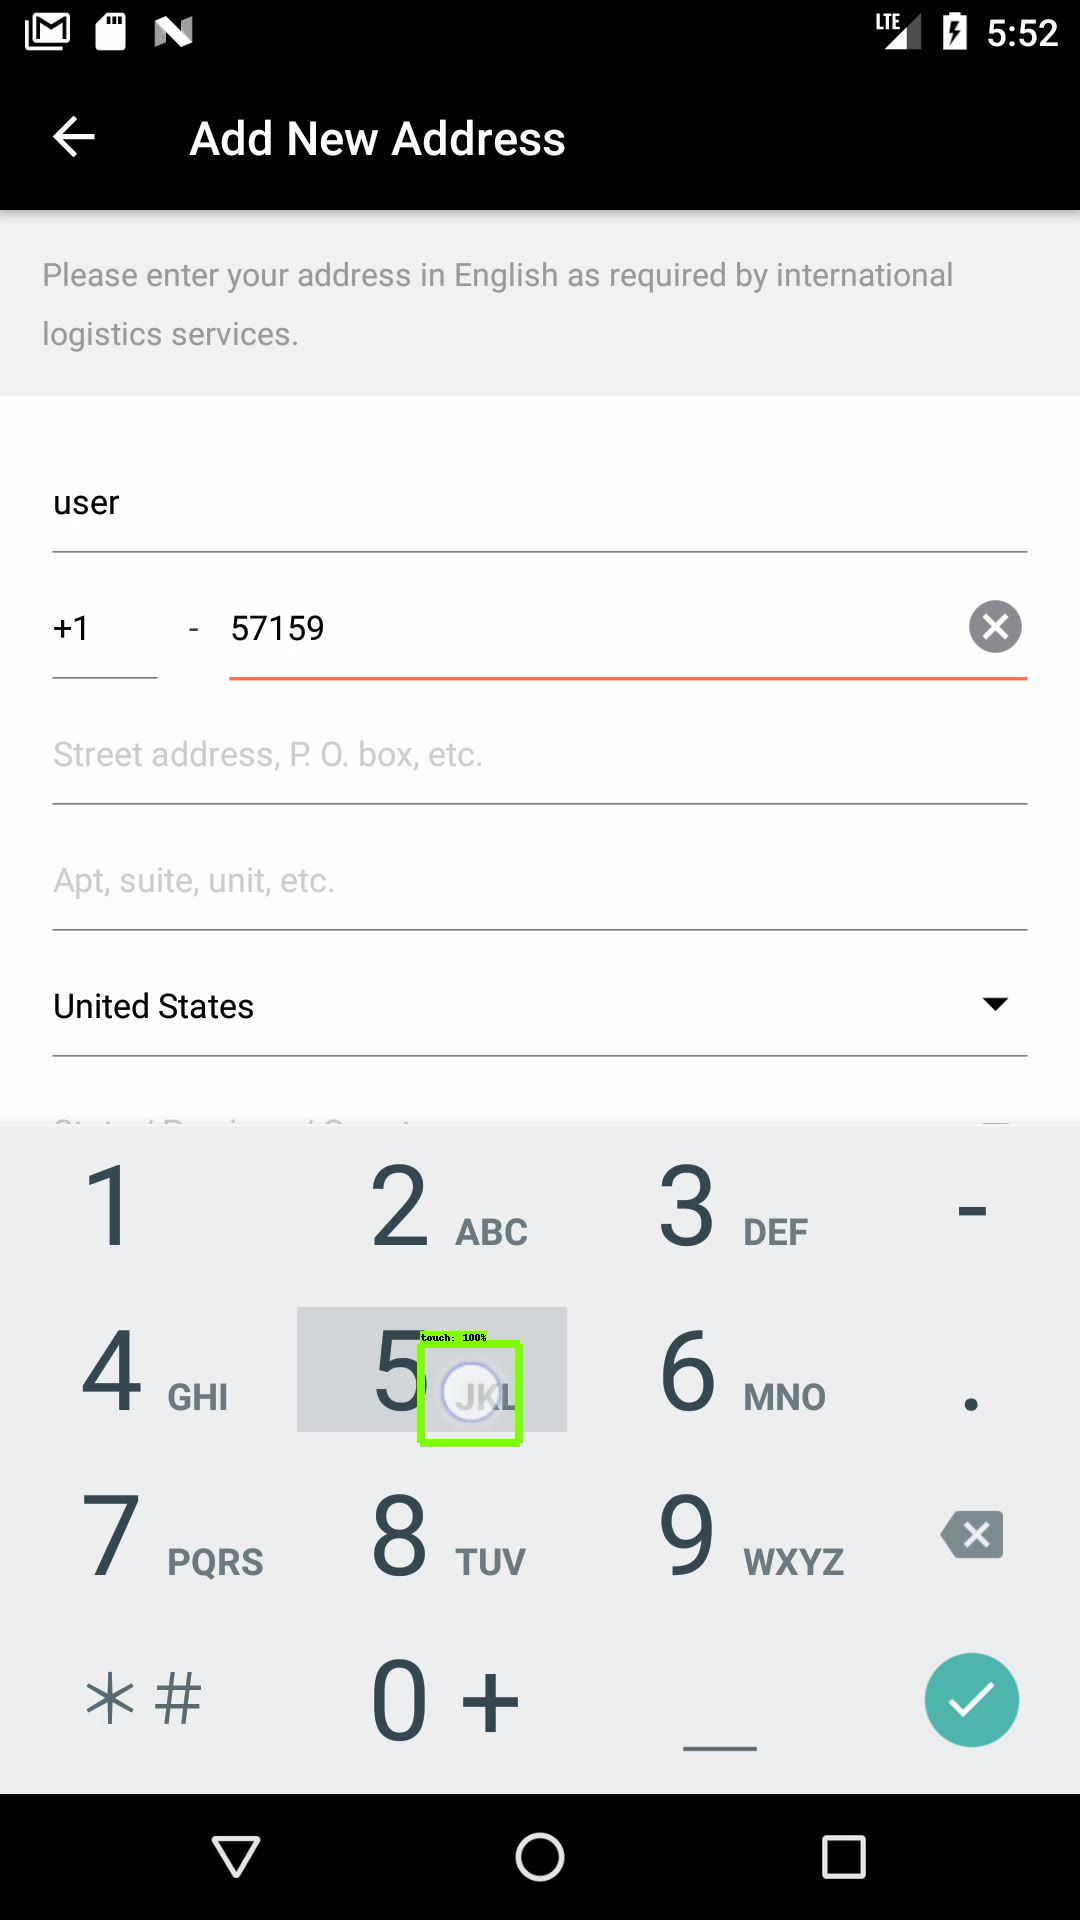 LTE 5:52
Add New Address
Please enter your address in English as required by international
logistics services.
user
+1 - 57159
Street address, P. O. box, etc.
Apt, suite, unit, etc.
United States
1 2 ABC 3 DEF -
touch: 100%
4 GHI 5 JKL 6 MNO .
7 PQRS 8 TUV 9 WXYZ
*# 0 + _